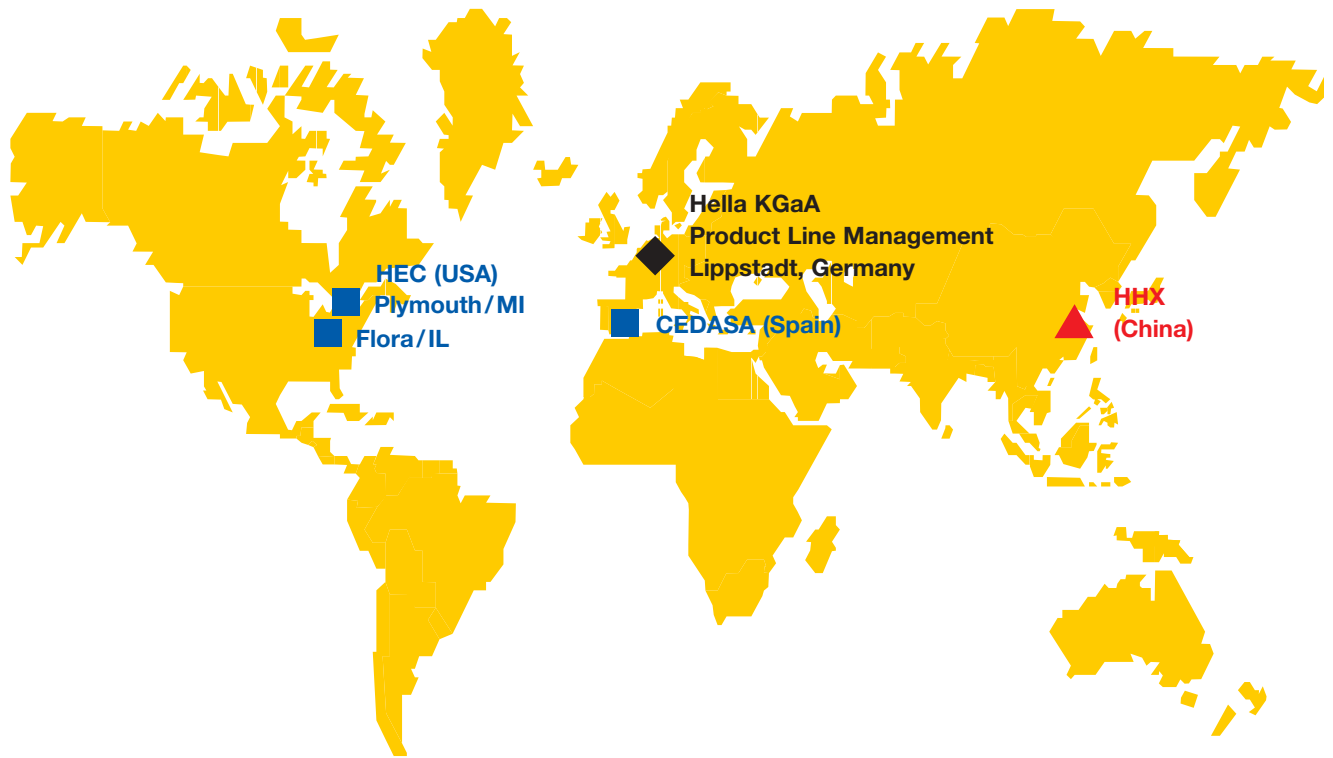 Hella KGaA
Product Line Management
Lippstadt, Germany
HEC (USA)
Plymouth/MI
Flora/IL
CEDASA (Spain)
HHX
(China)